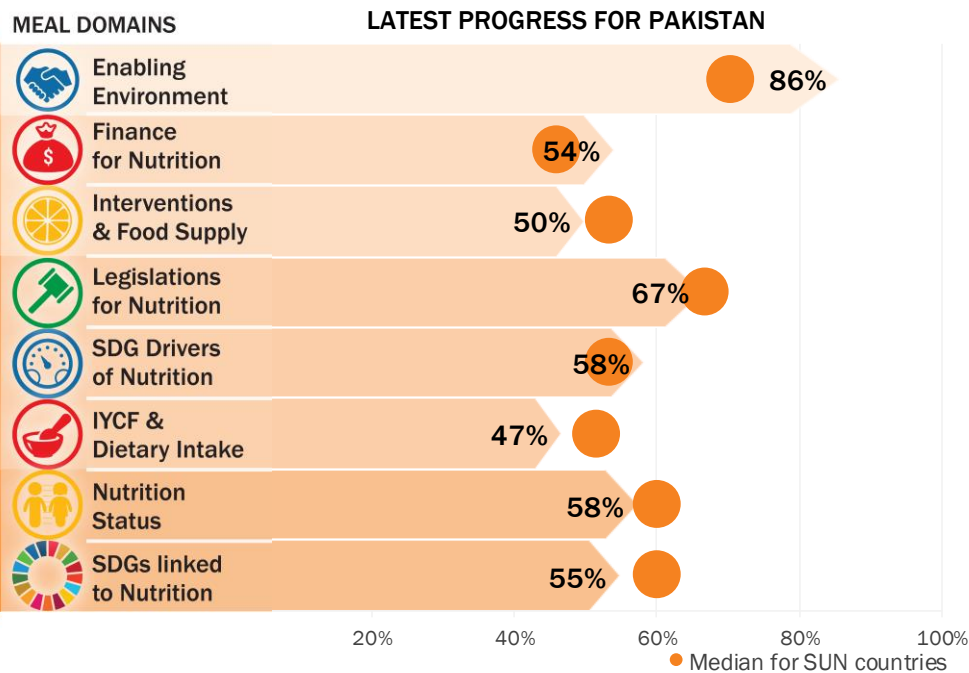 MEAL DOMAINS
LATEST PROGRESS FOR PAKISTAN
Enabling
Environment
86%
Finance
for Nutrition
$
54%
Interventions
& Food Supply
50%
Legislations
for Nutrition
67%
SDG Drivers
of Nutrition
58%
IYCF &
Dietary Intake
47%
Nutrition
Status
58%
SDGs linked
to Nutrition
55%
20% 40% 60% 80% 100%
Median for SUN countries